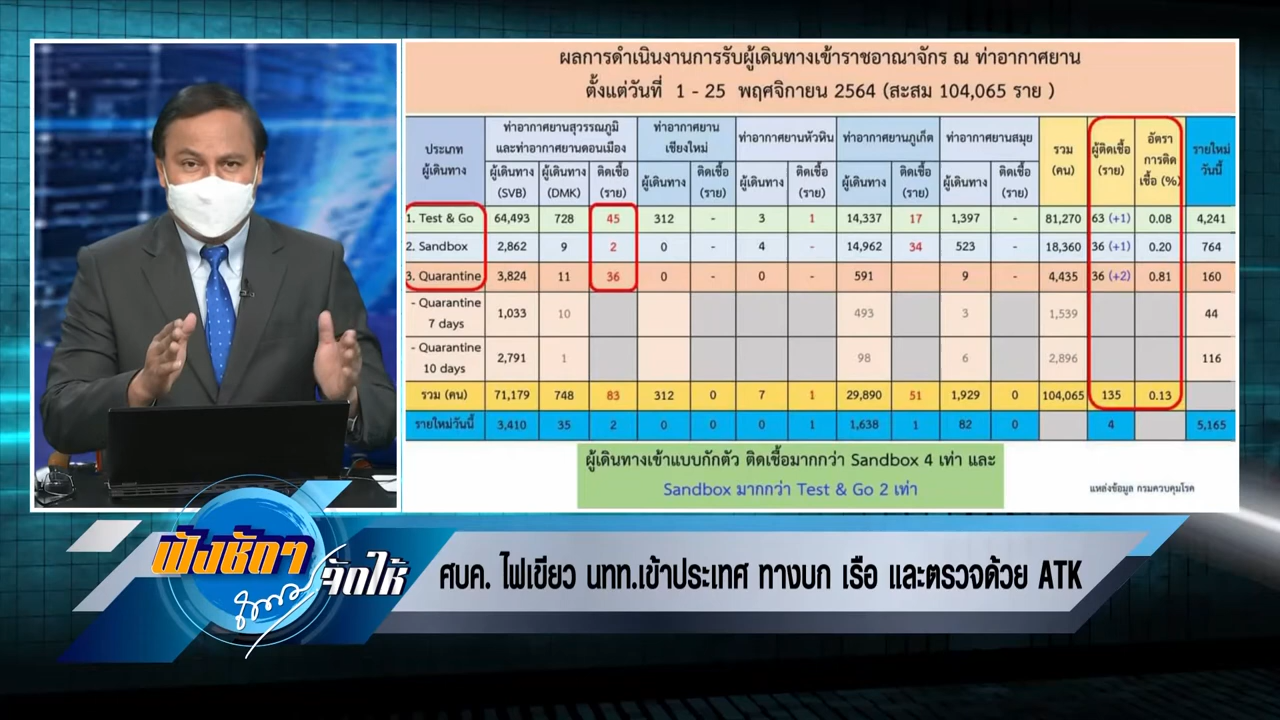 ผลการดำเนินงานการรับผู้เดินทางเข้าราชอาณาจักร ณ ท่าอากาศยาน
ตั้งแต่วันที่ 1 - 25 พฤศจิกายน 2564 (สะสม 104,065 ราย )
ประเภท ผู้เดินทาง ท่าอากาศยานสุวรรณภูมิ และท่าอากาศยานดอนเมือง ท่าอากาศยาน เชียงใหม่ ท่าอากาศยานหัวหิน ท่าอากาศยานภูเก็ต ท่าอากาศยานสมุย รวม (คน) ผู้ติดเชื้อ (ราย) อัตรา การติด เชื้อ (%) รายใหม่ วันนี้
ผู้เดินทาง (SVB) ผู้เดินทาง (DMK) ติดเชื้อ (ราย) ผู้เดินทาง ติดเชื้อ (ราย) ผู้เดินทาง ติดเชื้อ (ราย) ผู้เดินทาง ติดเชื้อ (ราย) ผู้เดินทาง ติดเชื้อ (ราย)
1. Test & Go 64,493 728 45 312 - 3 1 14,337 17 1,397 - 81,270 63 (+1) 0.08 4,241
2. Sandbox 2,862 9 2 0 - 4 - 14,962 34 523 - 18,360 36 (+1) 0.20 764
3. Quarantine 3,824 11 36 0 - 0 - 591 9 - 4,435 36 (+2) 0.81 160
- Quarantine 7 days 1,033 10 493 3 1,539 44
- Quarantine 10 days 2,791 1 98 6 2,896 116
รวม (คน) 71,179 748 83 312 0 7 1 29,890 51 1,929 0 104,065 135 0.13
รายใหม่วันนี้ 3,410 35 2 0 0 0 1 1,638 1 82 0 4 5,165
ผู้เดินทางเข้าแบบกักตัว ติดเชื้อมากกว่า Sandbox 4 เท่า และ
Sandbox มากกว่า Test & Go 2 เท่า
แหล่งข้อมูล กรมควบคุมโรค
ฟังชัดๆ
จัดให้
ศบค. ไฟเขียว นทท.เข้าประเทศ ทางบก เรือ และตรวจด้วย ATK